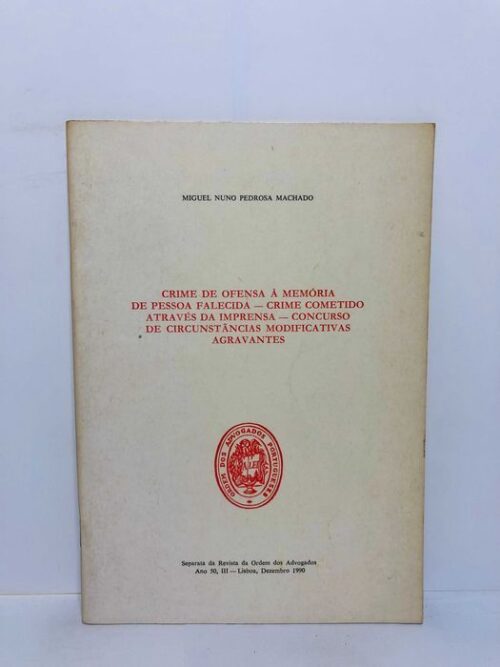 MIGUEL NUNO PEDROSA MACHADO
CRIME DE OFENSA À MEMÓRIA
DE PESSOA FALECIDA — CRIME COMETIDO
ATRAVÉS DA IMPRENSA — CONCURSO
DE CIRCUNSTÂNCIAS MODIFICATIVAS
AGRAVANTES
ORDEM DOS ADVOGADOS PORTUGUESES
Separata da Revista da Ordem dos Advogados
Ano 50, III — Lisboa, Dezembro 1990